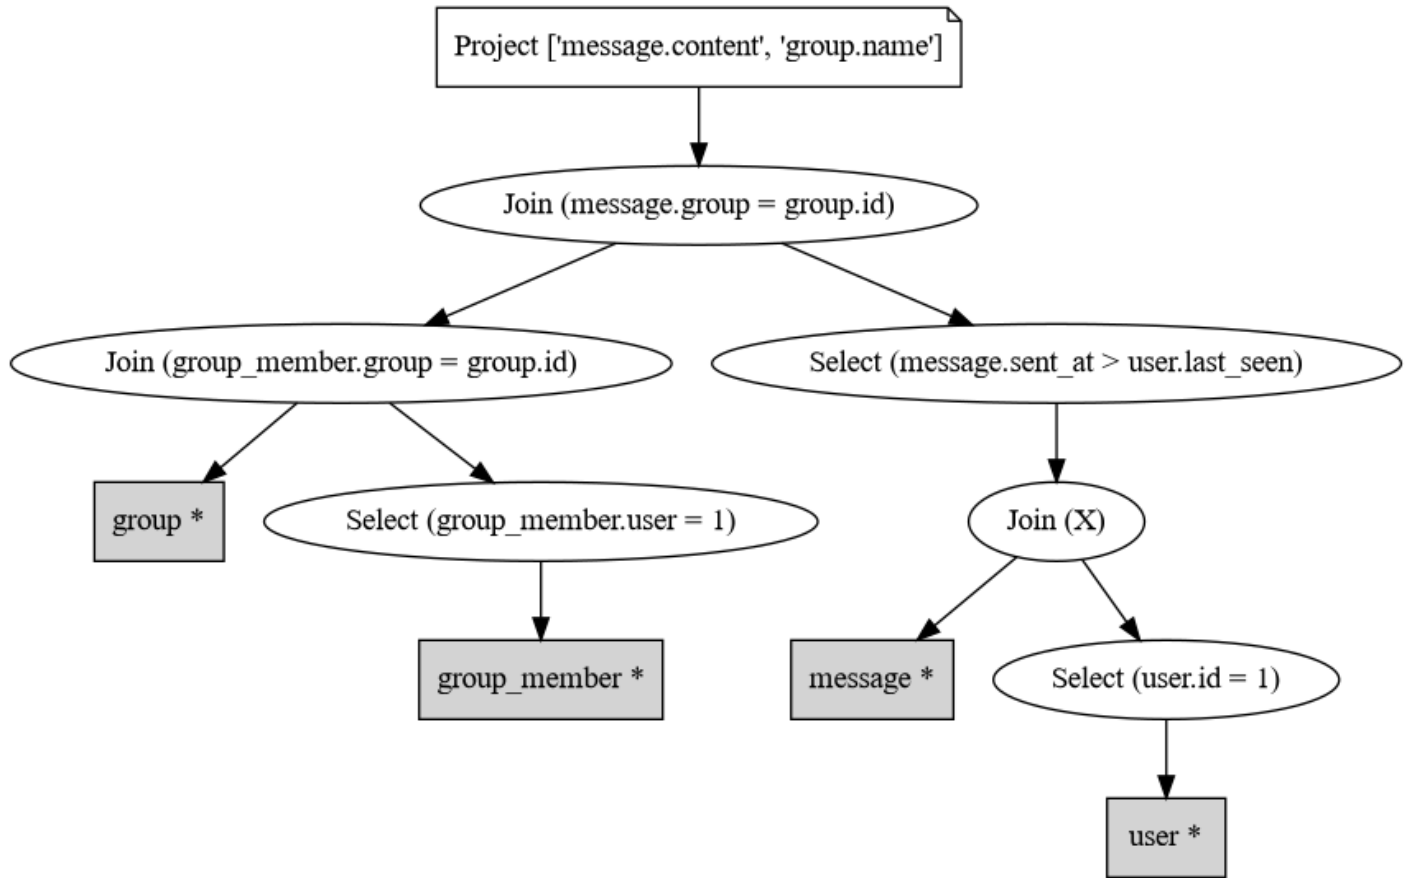 Project ['message.content', 'group.name']
Join (message.group = group.id)
Join (group_member.group = group.id)
Select (message.sent_at > user.last_seen)
group *
Select (group_member.user = 1)
Join (X)
group_member *
message *
Select (user.id = 1)
user *